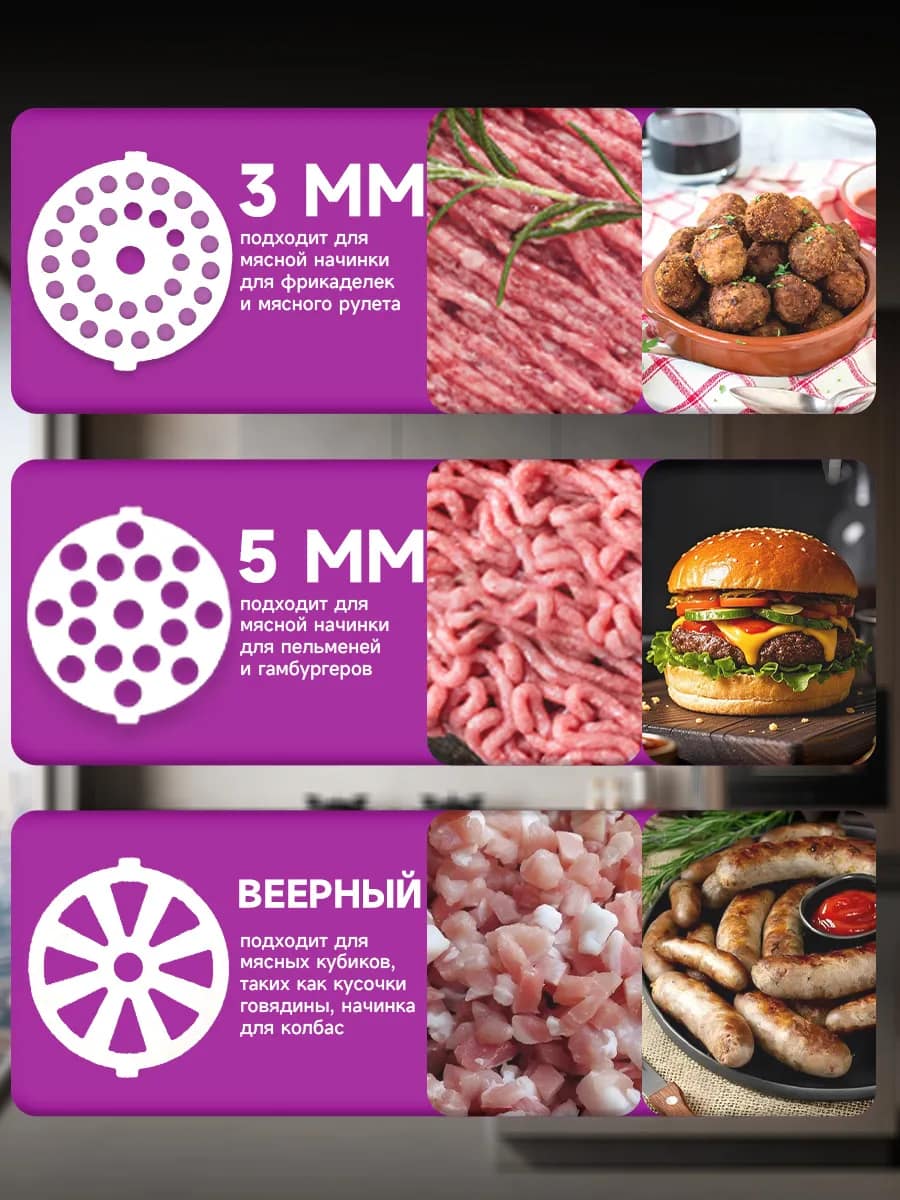 3 ММ
подходит для
мясной начинки
для фрикаделек
и мясного рулета
5 ММ
подходит для
мясной начинки
для пельменей
и гамбургеров
ВЕЕРНЫЙ
подходит для
мясных кубиков,
таких как кусочки
говядины, начинка
для колбас